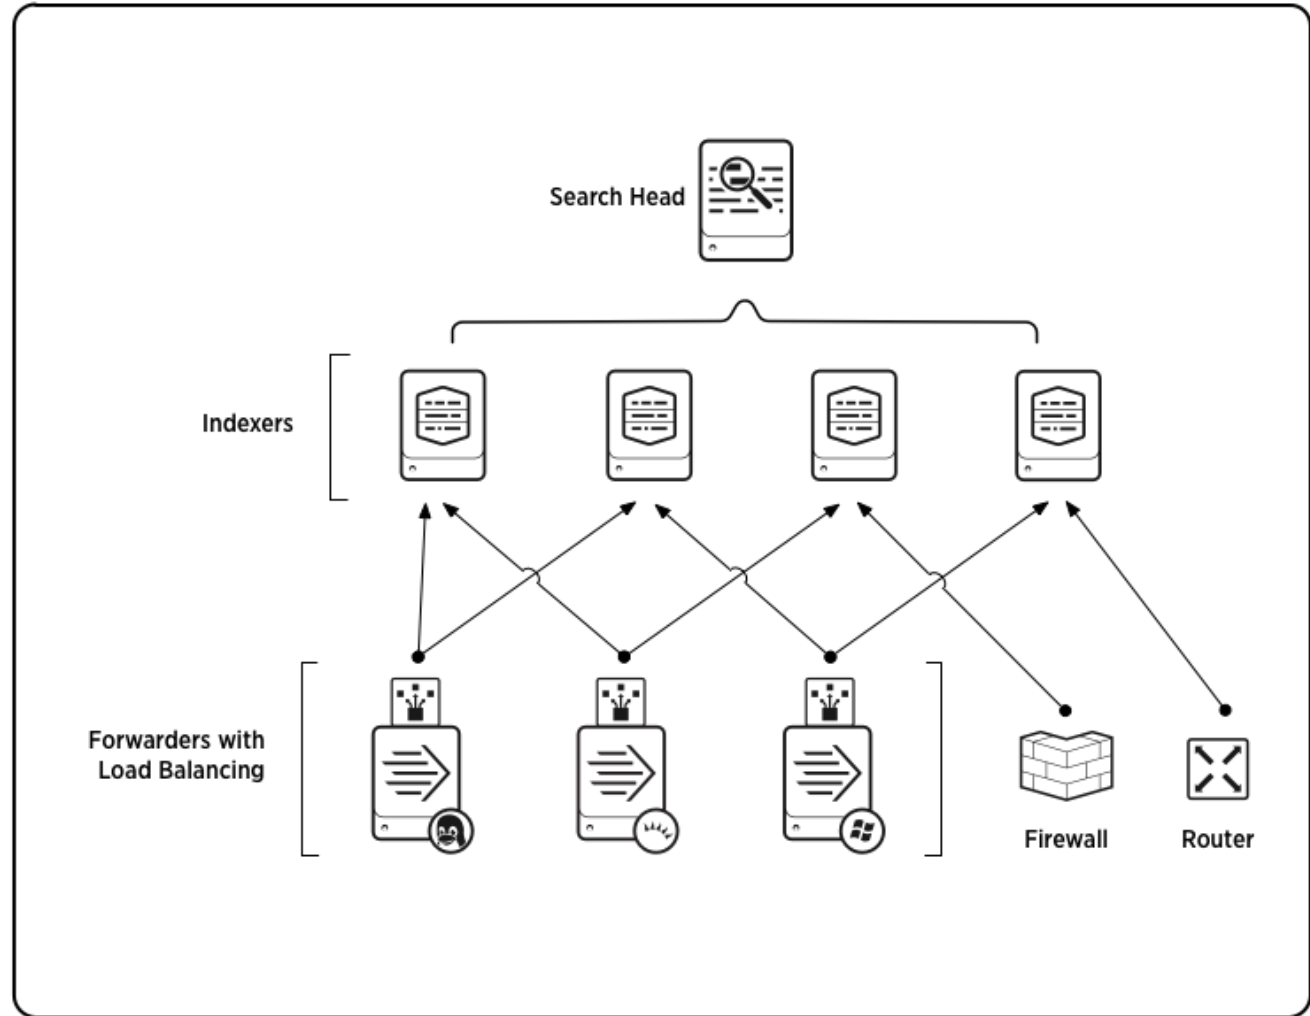 Search Head
Indexers
Forwarders with
Load Balancing
Firewall
Router